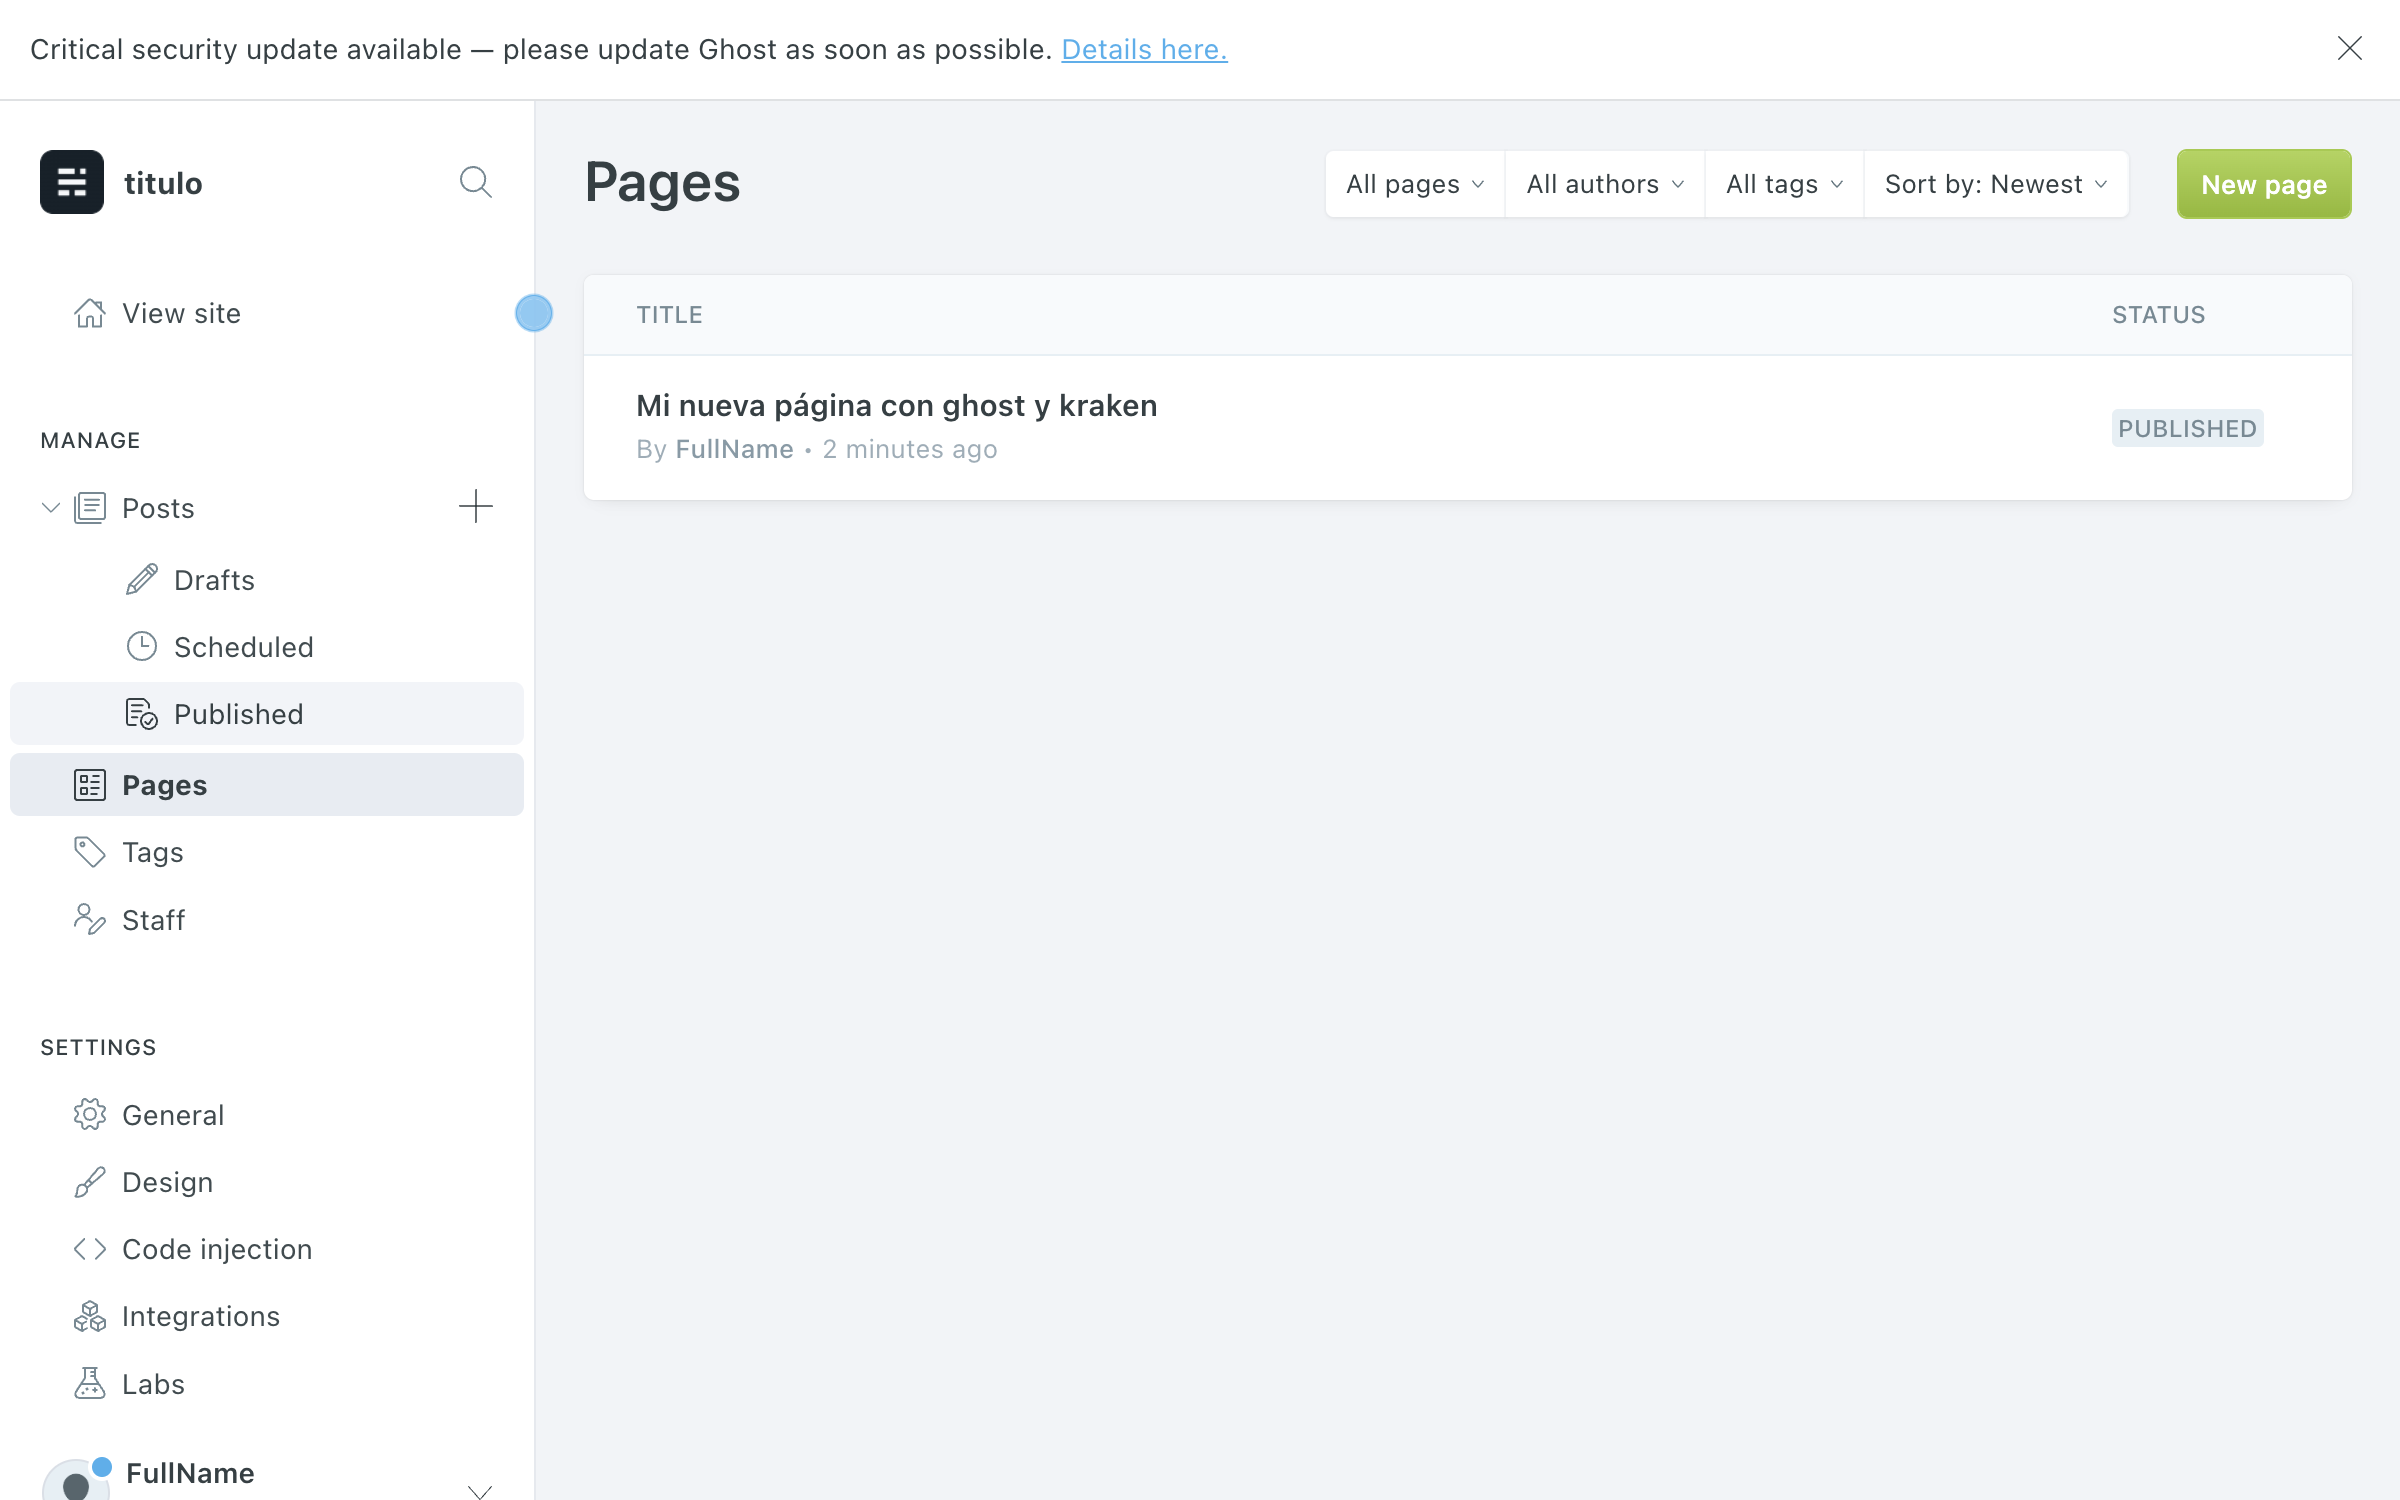 Critical security update available — please update Ghost as soon as possible. Details here.
titulo
View site
MANAGE
Posts
Drafts
Scheduled
Published
Pages
Tags
Staff
SETTINGS
General
Design
Code injection
Integrations
Labs
FullName
Pages
All pages
All authors
All tags
Sort by: Newest
New page
TITLE
STATUS
Mi nueva página con ghost y kraken
By FullName • 2 minutes ago
PUBLISHED